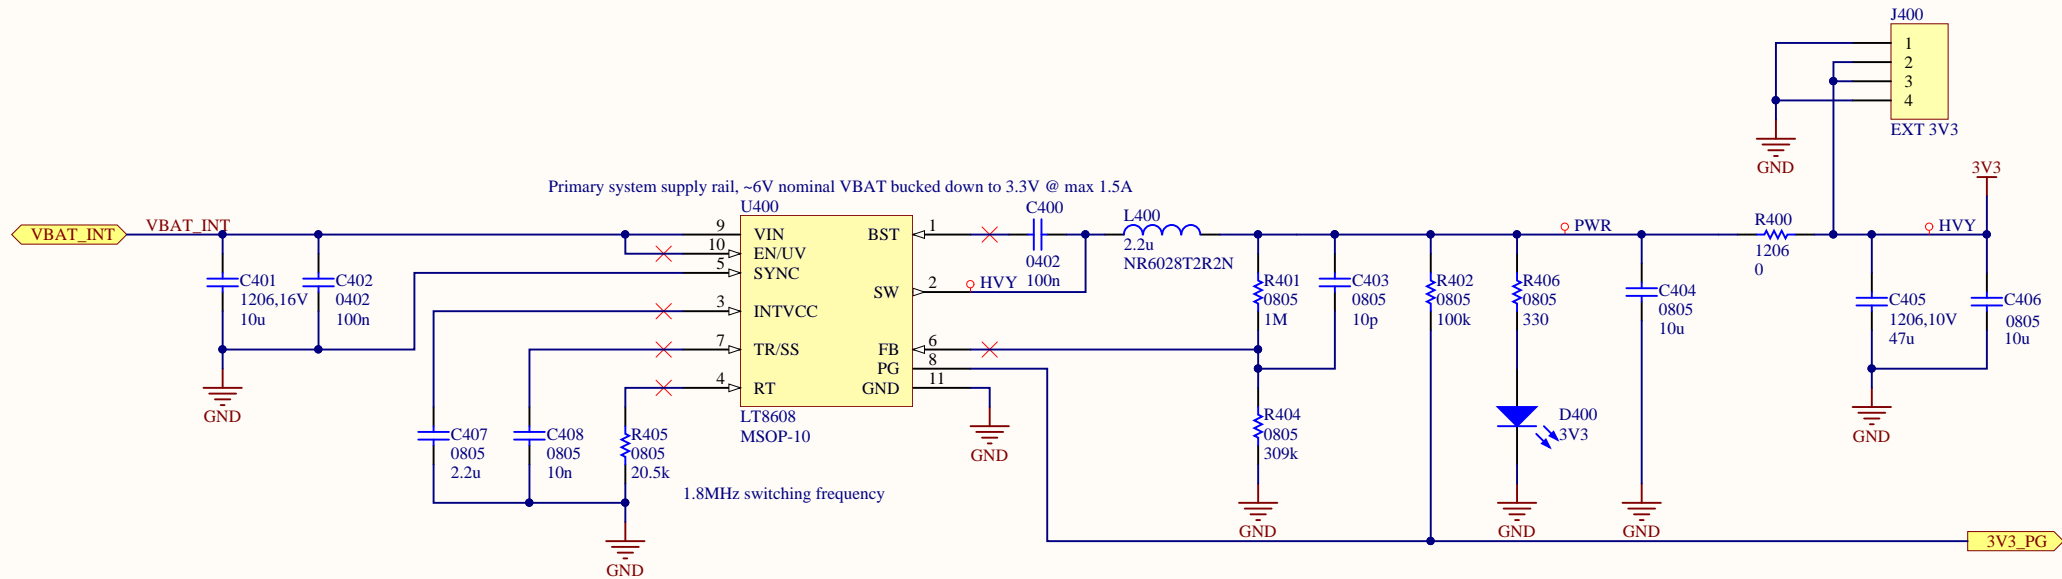 J400
1
2
3
4
EXT 3V3
GND
3V3
Primary system supply rail, ~6V nominal VBAT bucked down to 3.3V @ max 1.5A
VBAT_INT
VBAT_INT
C401
1206,16V
10u
C402
0402
100n
GND
U400
9
VIN
10
EN/UV
5
SYNC
3
INTVCC
7
TR/SS
4
RT
BST
1
SW
2
FB
6
PG
8
GND
11
LT8608
MSOP-10
HVY
C400
0402
100n
L400
2.2u
NR6028T2R2N
GND
C407
0805
2.2u
C408
0805
10n
R405
0805
20.5k
1.8MHz switching frequency
GND
R401
0805
1M
C403
0805
10p
R402
0805
100k
R406
0805
330
PWR
C404
0805
10u
R404
0805
309k
GND
D400
3V3
GND
GND
R400
1206
0
HVY
C405
1206,10V
47u
C406
0805
10u
GND
3V3_PG